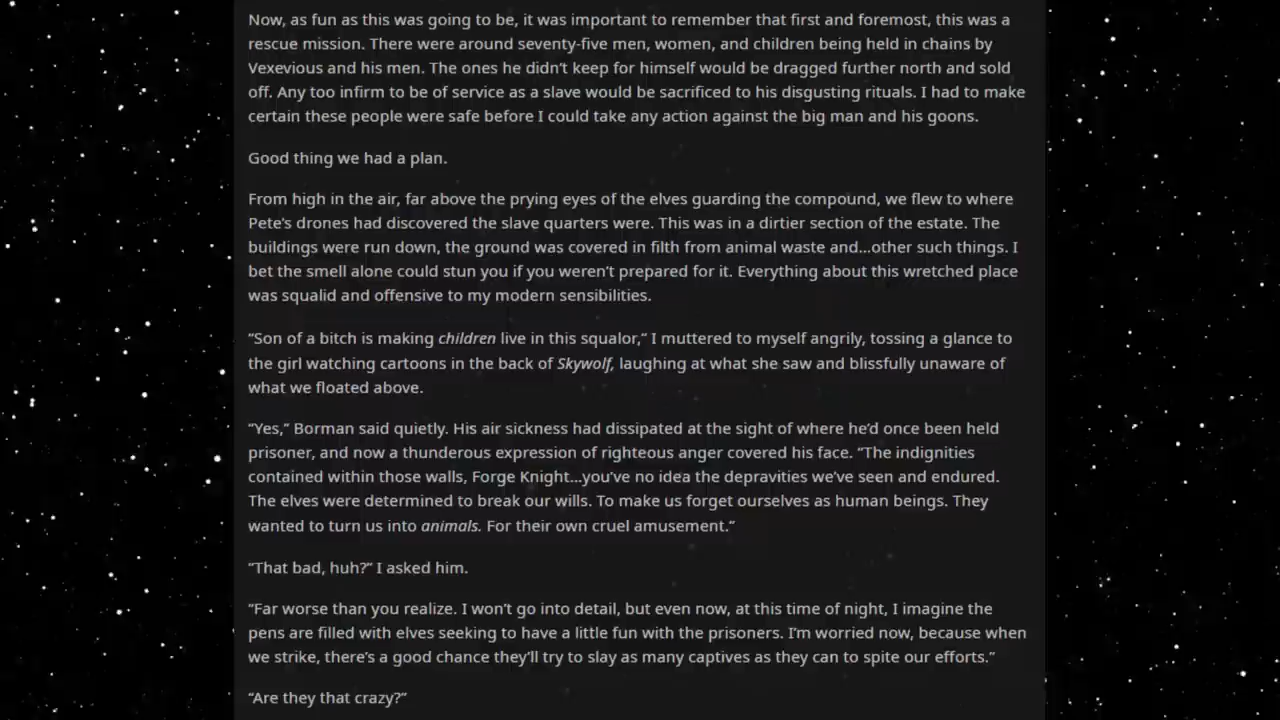 Now, as fun as this was going to be, it was important to remember that first and foremost, this was a
rescue mission. There were around seventy-five men, women, and children being held in chains by
Vexevious and his men. The ones he didn’t keep for himself would be dragged further north and sold
off. Any too infirm to be of service as a slave would be sacrificed to his disgusting rituals. I had to make
certain these people were safe before I could take any action against the big man and his goons.
Good thing we had a plan.
From high in the air, far above the prying eyes of the elves guarding the compound, we flew to where
Pete’s drones had discovered the slave quarters were. This was in a dirtier section of the estate. The
buildings were run down, the ground was covered in filth from animal waste and…other such things. I
bet the smell alone could stun you if you weren’t prepared for it. Everything about this wretched place
was squalid and offensive to my modern sensibilities.
“Son of a bitch is making children live in this squalor,” I muttered to myself angrily, tossing a glance to
the girl watching cartoons in the back of Skywolf, laughing at what she saw and blissfully unaware of
what we floated above.
“Yes,” Borman said quietly. His air sickness had dissipated at the sight of where he’d once been held
prisoner, and now a thunderous expression of righteous anger covered his face. “The indignities
contained within those walls, Forge Knight…you’ve no idea the depravities we’ve seen and endured.
The elves were determined to break our wills. To make us forget ourselves as human beings. They
wanted to turn us into animals. For their own cruel amusement.”
“That bad, huh?” I asked him.
“Far worse than you realize. I won’t go into detail, but even now, at this time of night, I imagine the
pens are filled with elves seeking to have a little fun with the prisoners. I’m worried now, because when
we strike, there’s a good chance they’ll try to slay as many captives as they can to spite our efforts.”
“Are they that crazy?”